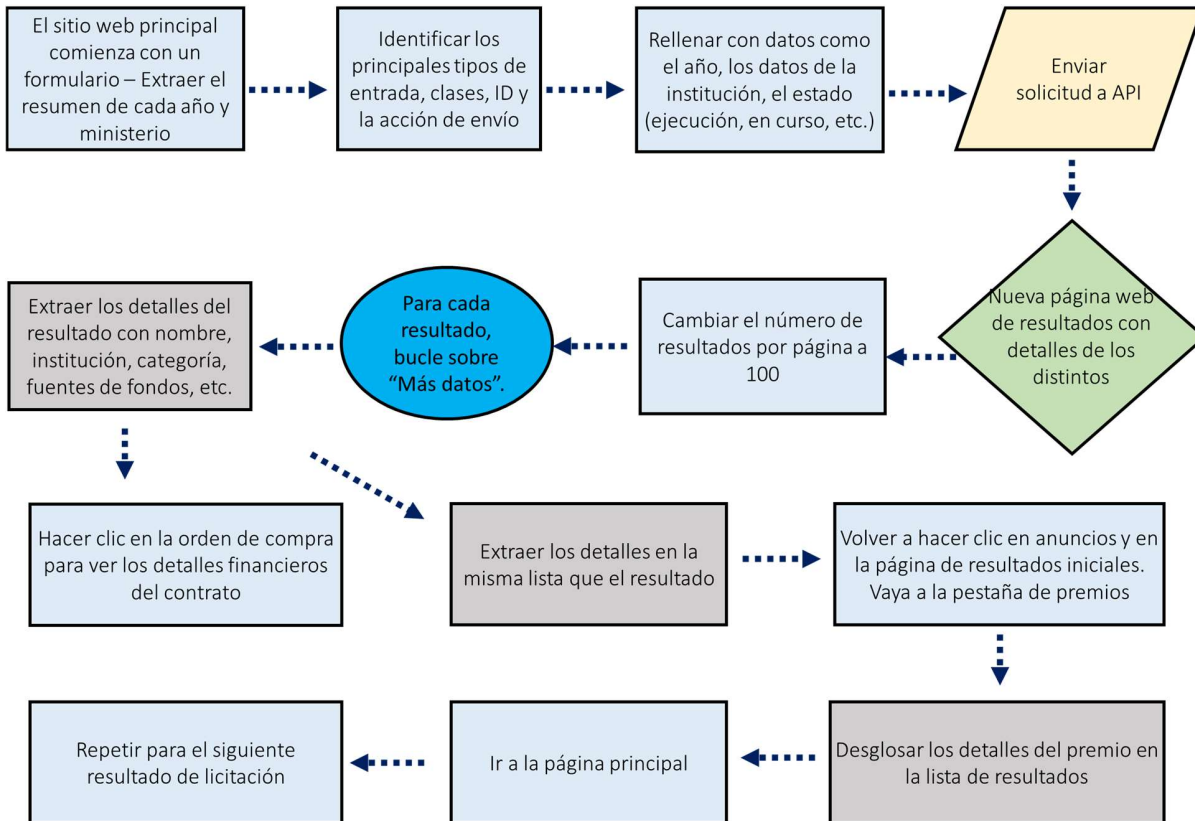 El sitio web principal
comienza con un
formulario – Extraer el
resumen de cada año y
ministerio
Identificar los
principales tipos de
entrada, clases, ID y
la acción de envío
Rellenar con datos como
el año, los datos de la
institución, el estado
(ejecución, en curso, etc.)
Enviar
solicitud a API
Nueva página web
de resultados con
detalles de los
distintos
Cambiar el número de
resultados por página a
100
Para cada
resultado,
bucle sobre
“Más datos”.
Extraer los detalles del
resultado con nombre,
institución, categoría,
fuentes de fondos, etc.
Hacer clic en la orden de compra
para ver los detalles financieros
del contrato
Extraer los detalles en la
misma lista que el resultado
Volver a hacer clic en anuncios y en
la página de resultados iniciales.
Vaya a la pestaña de premios
Desglosar los detalles del premio en
la lista de resultados
Ir a la página principal
Repetir para el siguiente
resultado de licitación